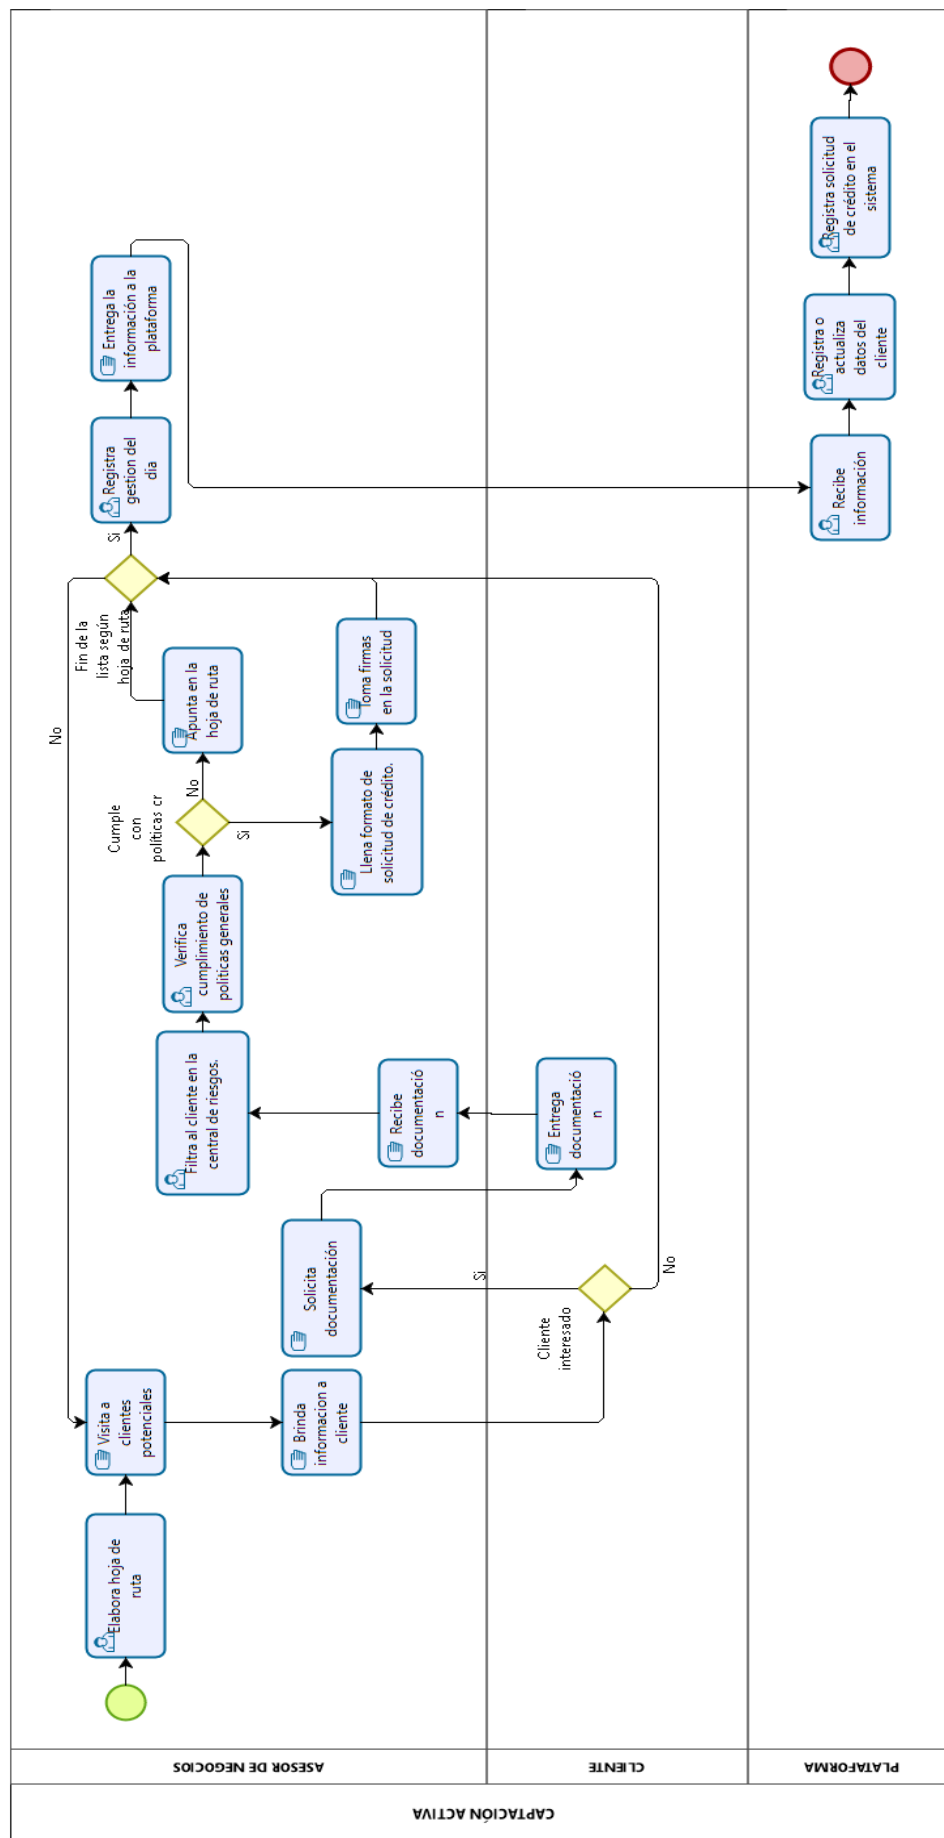 CAPTACIÓN ACTIVA
ASESOR DE NEGOCIOS
CLIENTE
PLATAFORMA
Elabora hoja de
ruta
Visita a
clientes
potenciales
Brinda
informacion a
cliente
Cliente
interesado
Si
No
Solicita
documentación
Entrega
documentació
n
Recibe
documentació
n
Filtra al cliente en la
central de riesgos.
Verifica
cumplimiento de
politicas generales
Cumple
con
políticas cr
No
Si
Apunta en la
hoja de ruta
Llena formato de
solicitud de crédito.
Toma firmas
en la solicitud
Fin de la
lista según
hoja de ruta
No
Si
Registra
gestion del
dia
Entrega la
información a la
plataforma
Recibe
información
Registra o
actualiza
datos del
cliente
Registra solicitud
de crédito en el
sistema